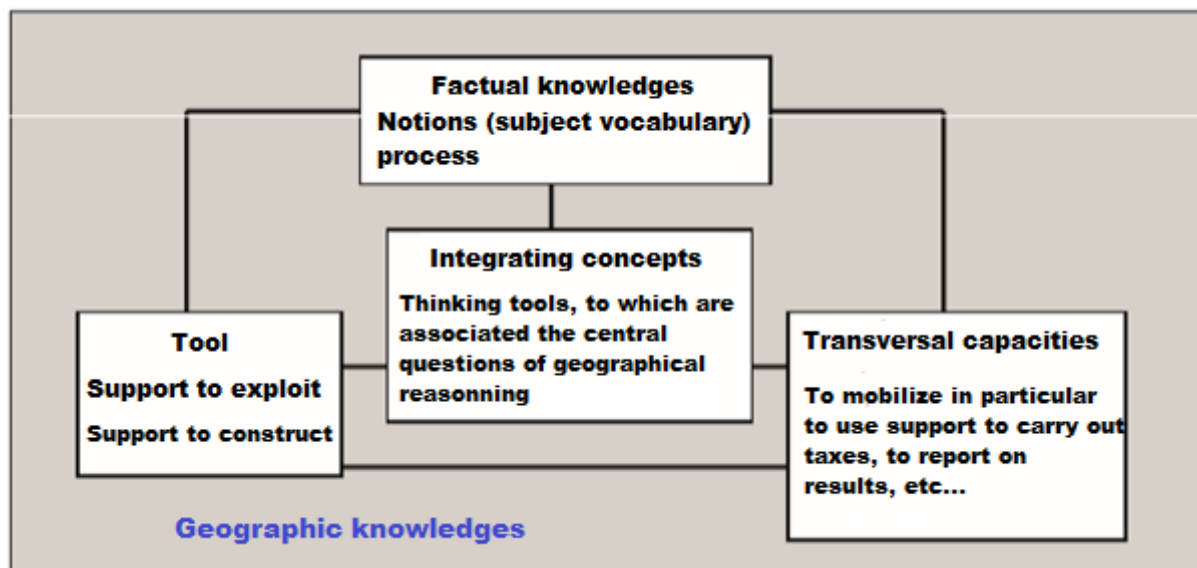 Factual knowledges
Notions (subject vocabulary)
process
Integrating concepts
Thinking tools, to which are
associated the central
questions of geographical
reasonning
Tool
Support to exploit
Support to construct
Transversal capacities
To mobilize in particular
to use support to carry out
taxes, to report on
results, etc...
Geographic knowledges